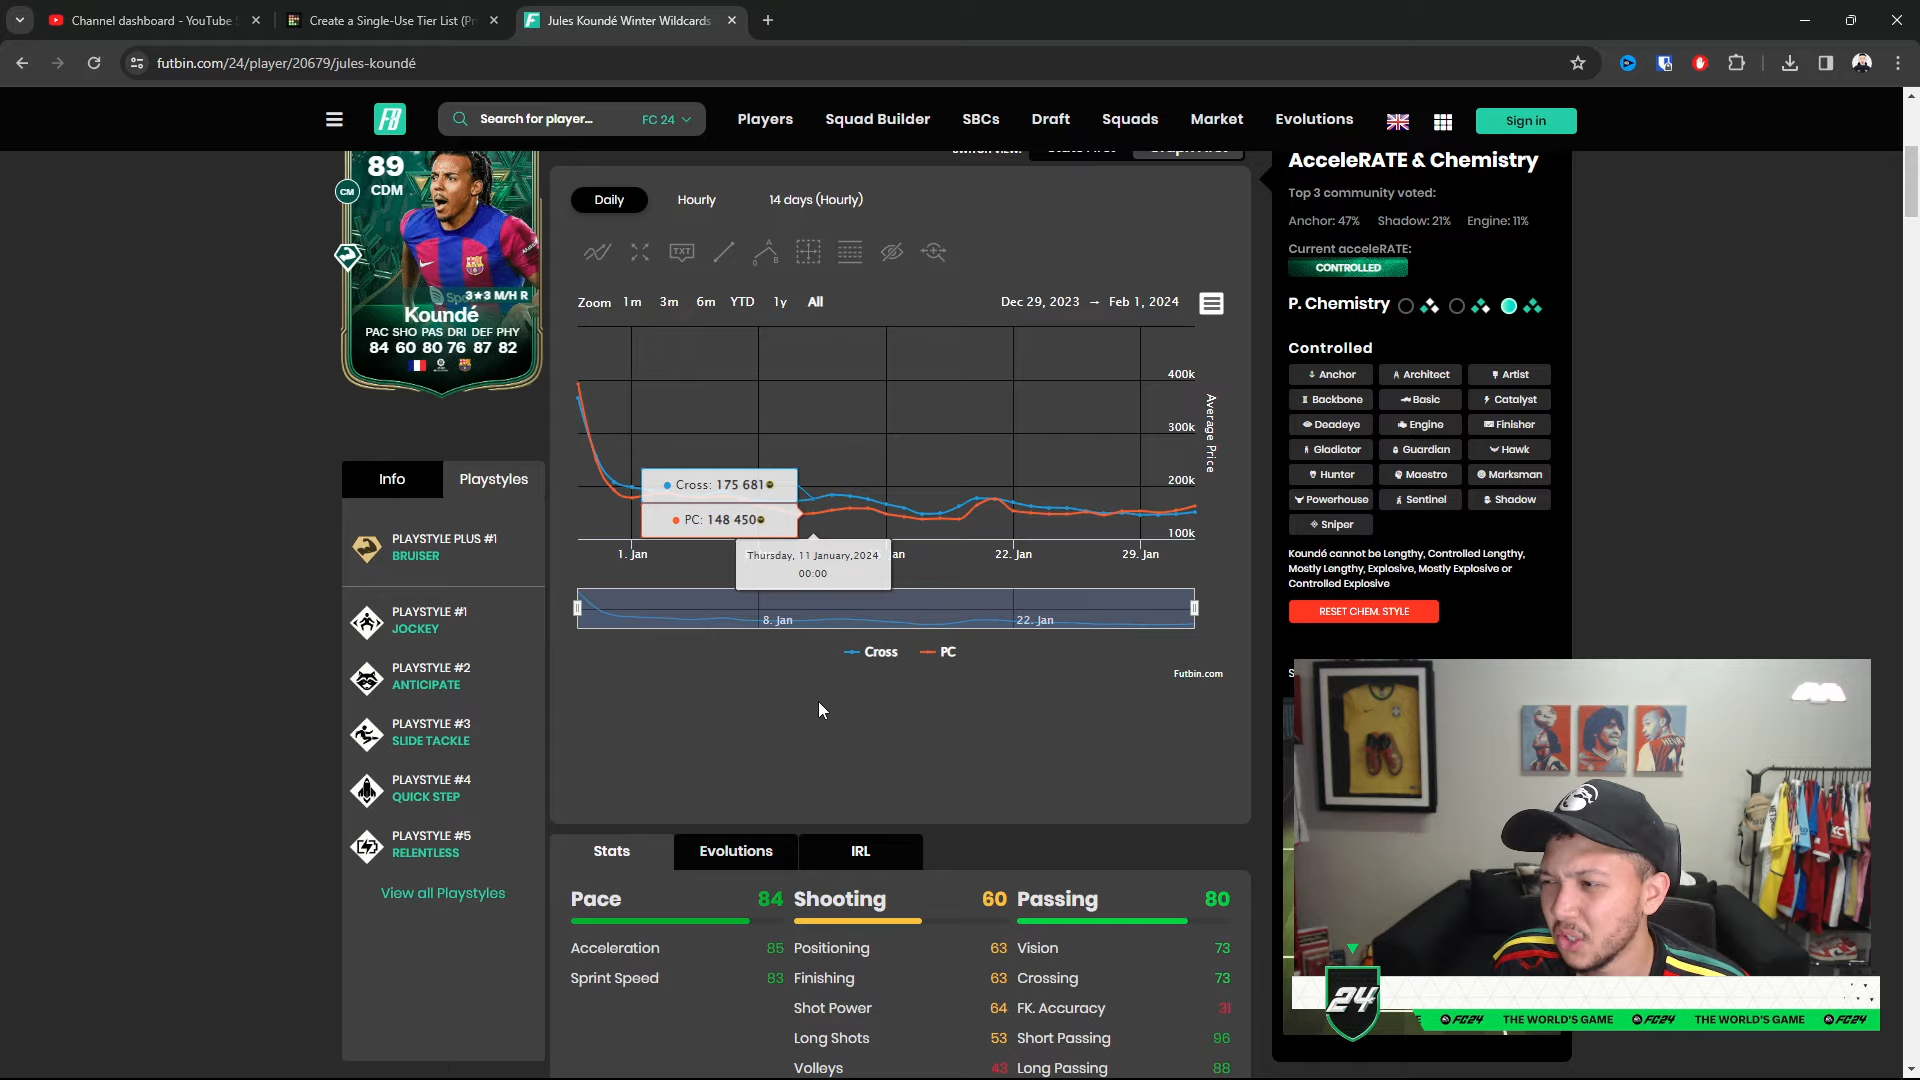 Channel dashboard - YouTube
Create a Single-Use Tier List (Pr
Jules Koundé Winter Wildcards
futbin.com/24/player/20679/jules-koundé
F8
Search for player...
FC 24
Players
Squad Builder
SBCs
Draft
Squads
Market
Evolutions
Sign in
89
CDM
CM
3★3 M/H R
Koundé
PAC SHO PAS DRI DEF PHY
84 60 80 76 87 82
Info
Playstyles
PLAYSTYLE PLUS #1
BRUISER
PLAYSTYLE #1
JOCKEY
PLAYSTYLE #2
ANTICIPATE
PLAYSTYLE #3
SLIDE TACKLE
PLAYSTYLE #4
QUICK STEP
PLAYSTYLE #5
RELENTLESS
View all Playstyles
Daily
Hourly
14 days (Hourly)
TXT
Zoom 1m 3m 6m YTD 1y All
Dec 29, 2023 → Feb 1, 2024
400k
300k
200k
100k
Average Price
Cross: 175 681
PC: 148 450
Thursday, 11 January,2024
00:00
1. Jan
22. Jan
29. Jan
8. Jan
22. Jan
Cross
PC
Futbin.com
Stats
Evolutions
IRL
Pace 84
Acceleration 85
Sprint Speed 83
Shooting 60
Positioning 63
Finishing 63
Shot Power 64
Long Shots 53
Volleys 43
Passing 80
Vision 73
Crossing 73
FK. Accuracy 31
Short Passing 96
Long Passing 88
AcceleRATE & Chemistry
Top 3 community voted:
Anchor: 47% Shadow: 21% Engine: 11%
Current acceleRATE:
CONTROLLED
P. Chemistry
Controlled
Anchor
Architect
Artist
Backbone
Basic
Catalyst
Deadeye
Engine
Finisher
Gladiator
Guardian
Hawk
Hunter
Maestro
Marksman
Powerhouse
Sentinel
Shadow
Sniper
Koundé cannot be Lengthy, Controlled Lengthy,
Mostly Lengthy, Explosive, Mostly Explosive or
Controlled Explosive
RESET CHEM. STYLE
HENRY
24
FC24 THE WORLD'S GAME FC24 THE WORLD'S GAME FC24